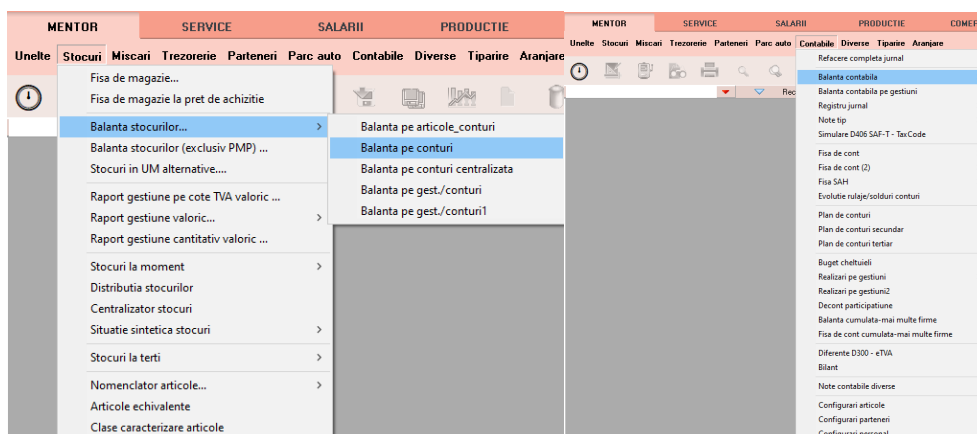 MENTOR SERVICE SALARII PRODUCTIE
Unelte Stocuri Miscari Trezorerie Parteneri Parc auto Contabile Diverse Tiparire Aranjare
Fisa de magazie...
Fisa de magazie la pret de achizitie
Balanta stocurilor...
Balanta stocurilor (exclusiv PMP) ...
Stocuri in UM alternative....
Raport gestiune pe cote TVA valoric ...
Raport gestiune valoric...
Raport gestiune cantitativ valoric ...
Stocuri la moment
Distributia stocurilor
Centralizator stocuri
Situatie sintetica stocuri
Stocuri la terti
Nomenclator articole...
Articole echivalente
Clase caracterizare articole
Balanta pe articole_conturi
Balanta pe conturi
Balanta pe conturi centralizata
Balanta pe gest./conturi
Balanta pe gest./conturi1
MENTOR SERVICE SALARII PRODUCTIE COMER
Unelte Stocuri Miscari Trezorerie Parteneri Parc auto Contabile Diverse Tiparire Aranjare
Rec
Refacere completa jurnal
Balanta contabila
Balanta contabila pe gestiuni
Registru jurnal
Note tip
Simulare D406 SAF-T - TaxCode
Fisa de cont
Fisa de cont (2)
Fisa SAH
Evolutie rulaje/solduri conturi
Plan de conturi
Plan de conturi secundar
Plan de conturi tertiar
Buget cheltuieli
Realizari pe gestiuni
Realizari pe gestiuni2
Decont participatiune
Balanta cumulata-mai multe firme
Fisa de cont cumulata-mai multe firme
Diferente D300 - eTVA
Bilant
Note contabile diverse
Configurari articole
Configurari parteneri
Configurari personal